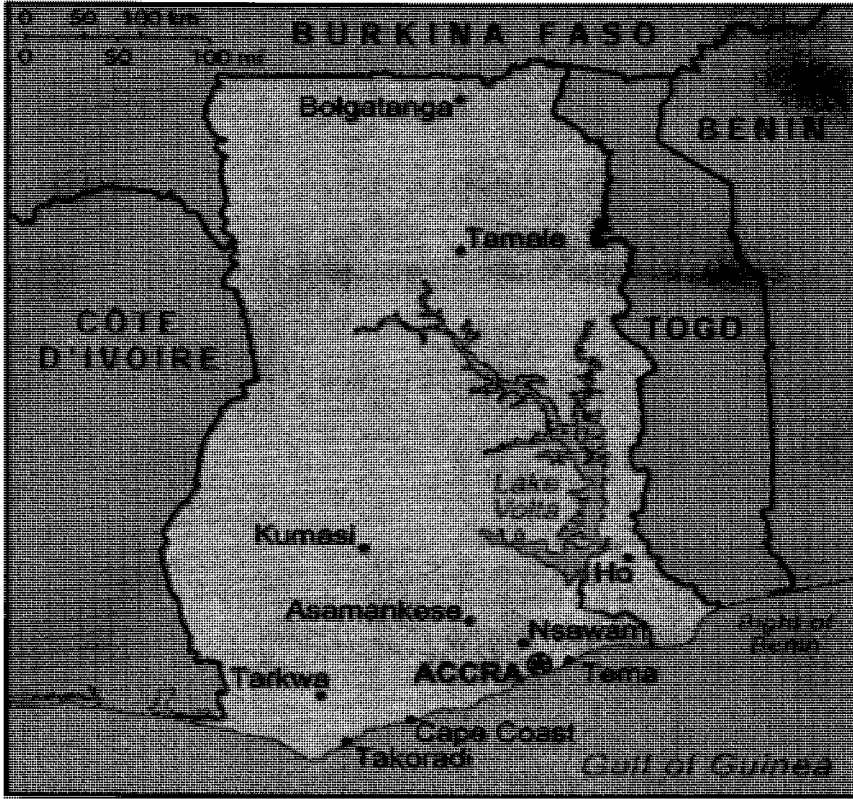 0 50 100 km
0 50 100 mi
BURKINA FASO
Bolgatanga
BENIN
Tamale
CÔTE
D'IVOIRE
TOGO
Lake
Volta
Kumasi
Ho
Asamankese
Nsawam
Bight of
Benin
ACCRA
Tema
Tarkwa
Cape Coast
Takoradi
Gulf of Guinea